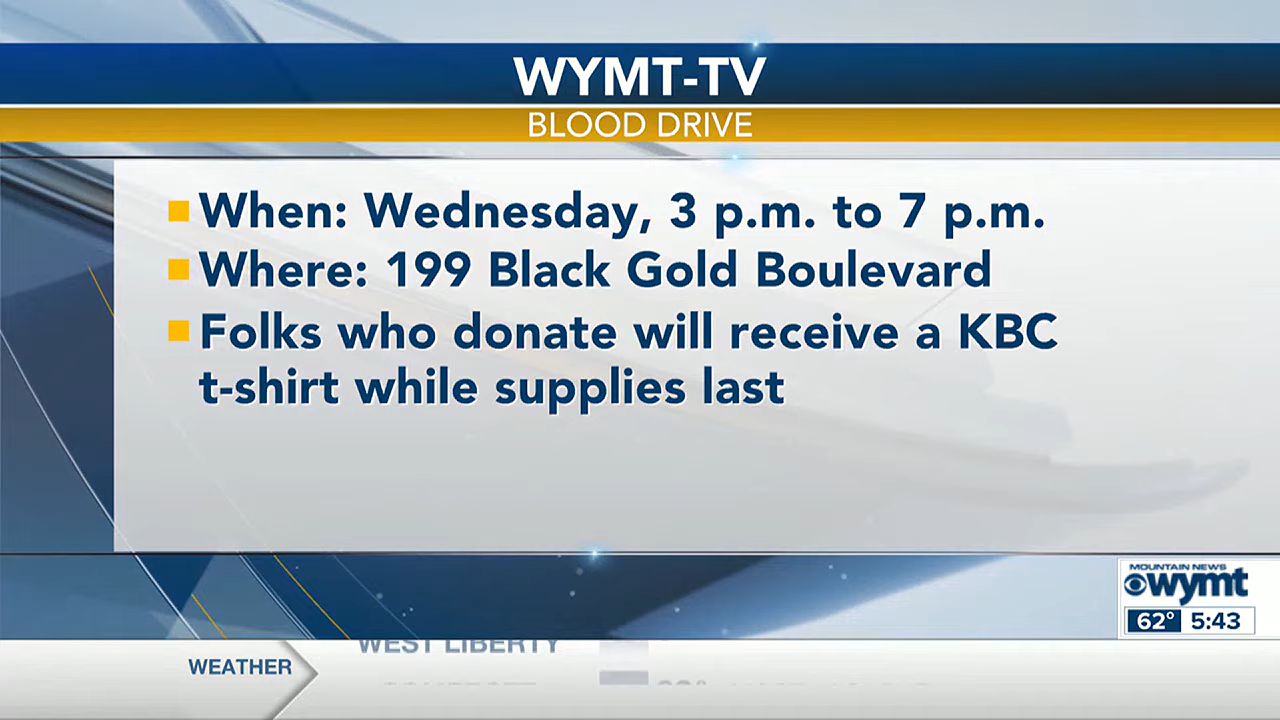 WYMT-TV
BLOOD DRIVE
When: Wednesday, 3 p.m. to 7 p.m.
Where: 199 Black Gold Boulevard
Folks who donate will receive a KBC
t-shirt while supplies last
MOUNTAIN NEWS
wymt
62° 5:43
WEST LIBERTY
WEATHER